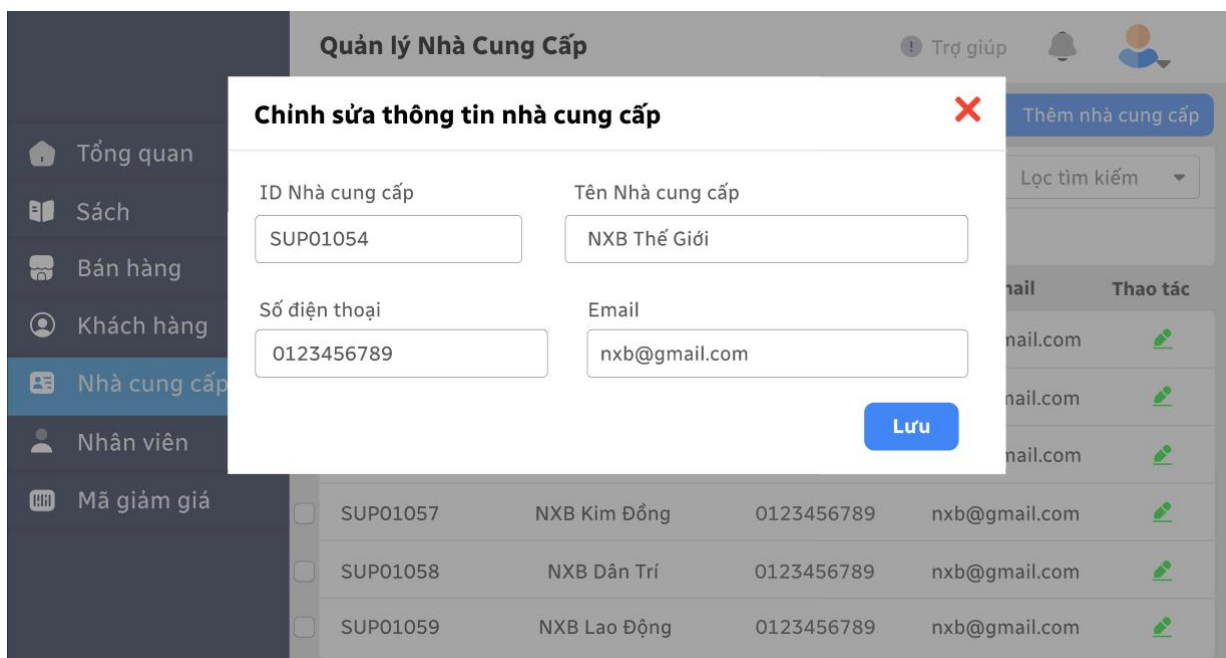 Quản lý Nhà Cung Cấp
Trợ giúp
Chỉnh sửa thông tin nhà cung cấp
Thêm nhà cung cấp
Tổng quan
Lọc tìm kiếm
ID Nhà cung cấp
Tên Nhà cung cấp
Sách
SUP01054
NXB Thế Giới
Bán hàng
mail
Thao tác
Số điện thoại
Email
Khách hàng
0123456789
nxb@gmail.com
mail.com
Nhà cung cấp
mail.com
Lưu
Nhân viên
mail.com
Mã giảm giá
SUP01057 NXB Kim Đồng 0123456789 nxb@gmail.com
SUP01058 NXB Dân Trí 0123456789 nxb@gmail.com
SUP01059 NXB Lao Động 0123456789 nxb@gmail.com